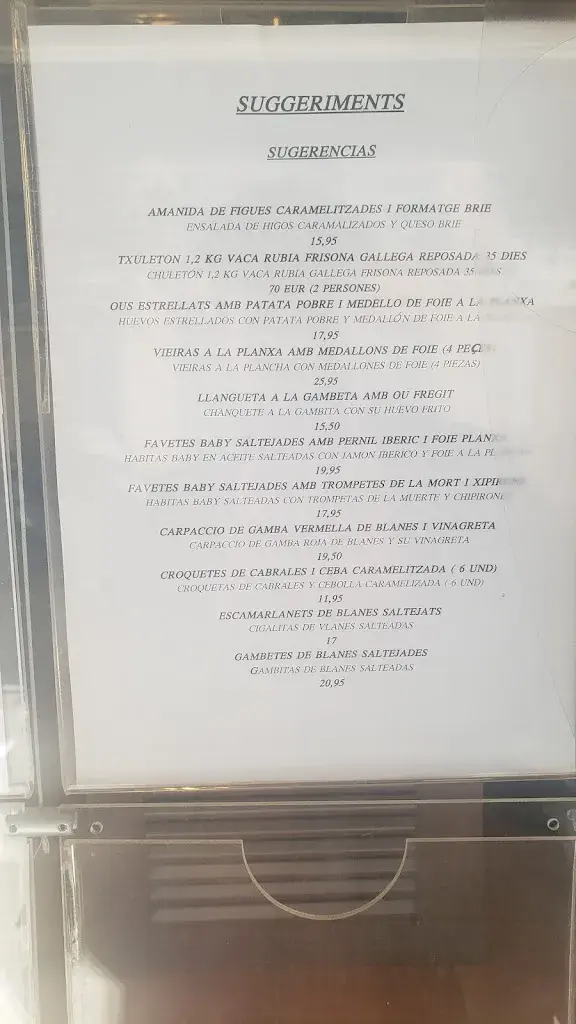 SUGGERIMENTS
SUGERENCIAS
AMANIDA DE FIGUES CARAMELITZADES I FORMATGE BRIE
ENSALADA DE HIGOS CARAMALIZADOS Y QUESO BRIE
15,95
TXULETON 1,2 KG VACA RUBIA FRISONA GALLEGA REPOSADA 35 DIES
CHULETÓN 1,2 KG VACA RUBIA GALLEGA FRISONA REPOSADA 35 DIAS
70 EUR (2 PERSONES)
OUS ESTRELLATS AMB PATATA POBRE I MEDELLO DE FOIE A LA PLANXA
HUEVOS ESTRELLADOS CON PATATA POBRE Y MEDALLÓN DE FOIE A LA
17,95
VIEIRAS A LA PLANXA AMB MEDALLONS DE FOIE (4 PECES)
VIEIRAS A LA PLANCHA CON MEDALLONES DE FOIE (4 PIEZAS)
25,95
LLANGUETA A LA GAMBETA AMB OU FREGIT
CHANQUETE A LA GAMBITA CON SU HUEVO FRITO
15,50
FAVETES BABY SALTEJADES AMB PERNIL IBERIC I FOIE PLANXA
HABITAS BABY EN ACEITE SALTEADAS CON JAMON IBERICO Y FOIE A LA
19,95
FAVETES BABY SALTEJADES AMB TROMPETES DE LA MORT I XIPIRONS
HABITAS BABY SALTEADAS CON TROMPETAS DE LA MUERTE Y CHIPIRONES
17,95
CARPACCIO DE GAMBA VERMELLA DE BLANES I VINAGRETA
CARPACCIO DE GAMBA ROJA DE BLANES Y SU VINAGRETA
19,50
CROQUETES DE CABRALES I CEBA CARAMELITZADA ( 6 UND)
CROQUETAS DE CABRALES Y CEBOLLA CARAMELIZADA ( 6 UND)
11,95
ESCAMARLANETS DE BLANES SALTEJATS
CIGALITAS DE VLANES SALTEADAS
17
GAMBETES DE BLANES SALTEJADES
GAMBITAS DE BLANES SALTEADAS
20,95